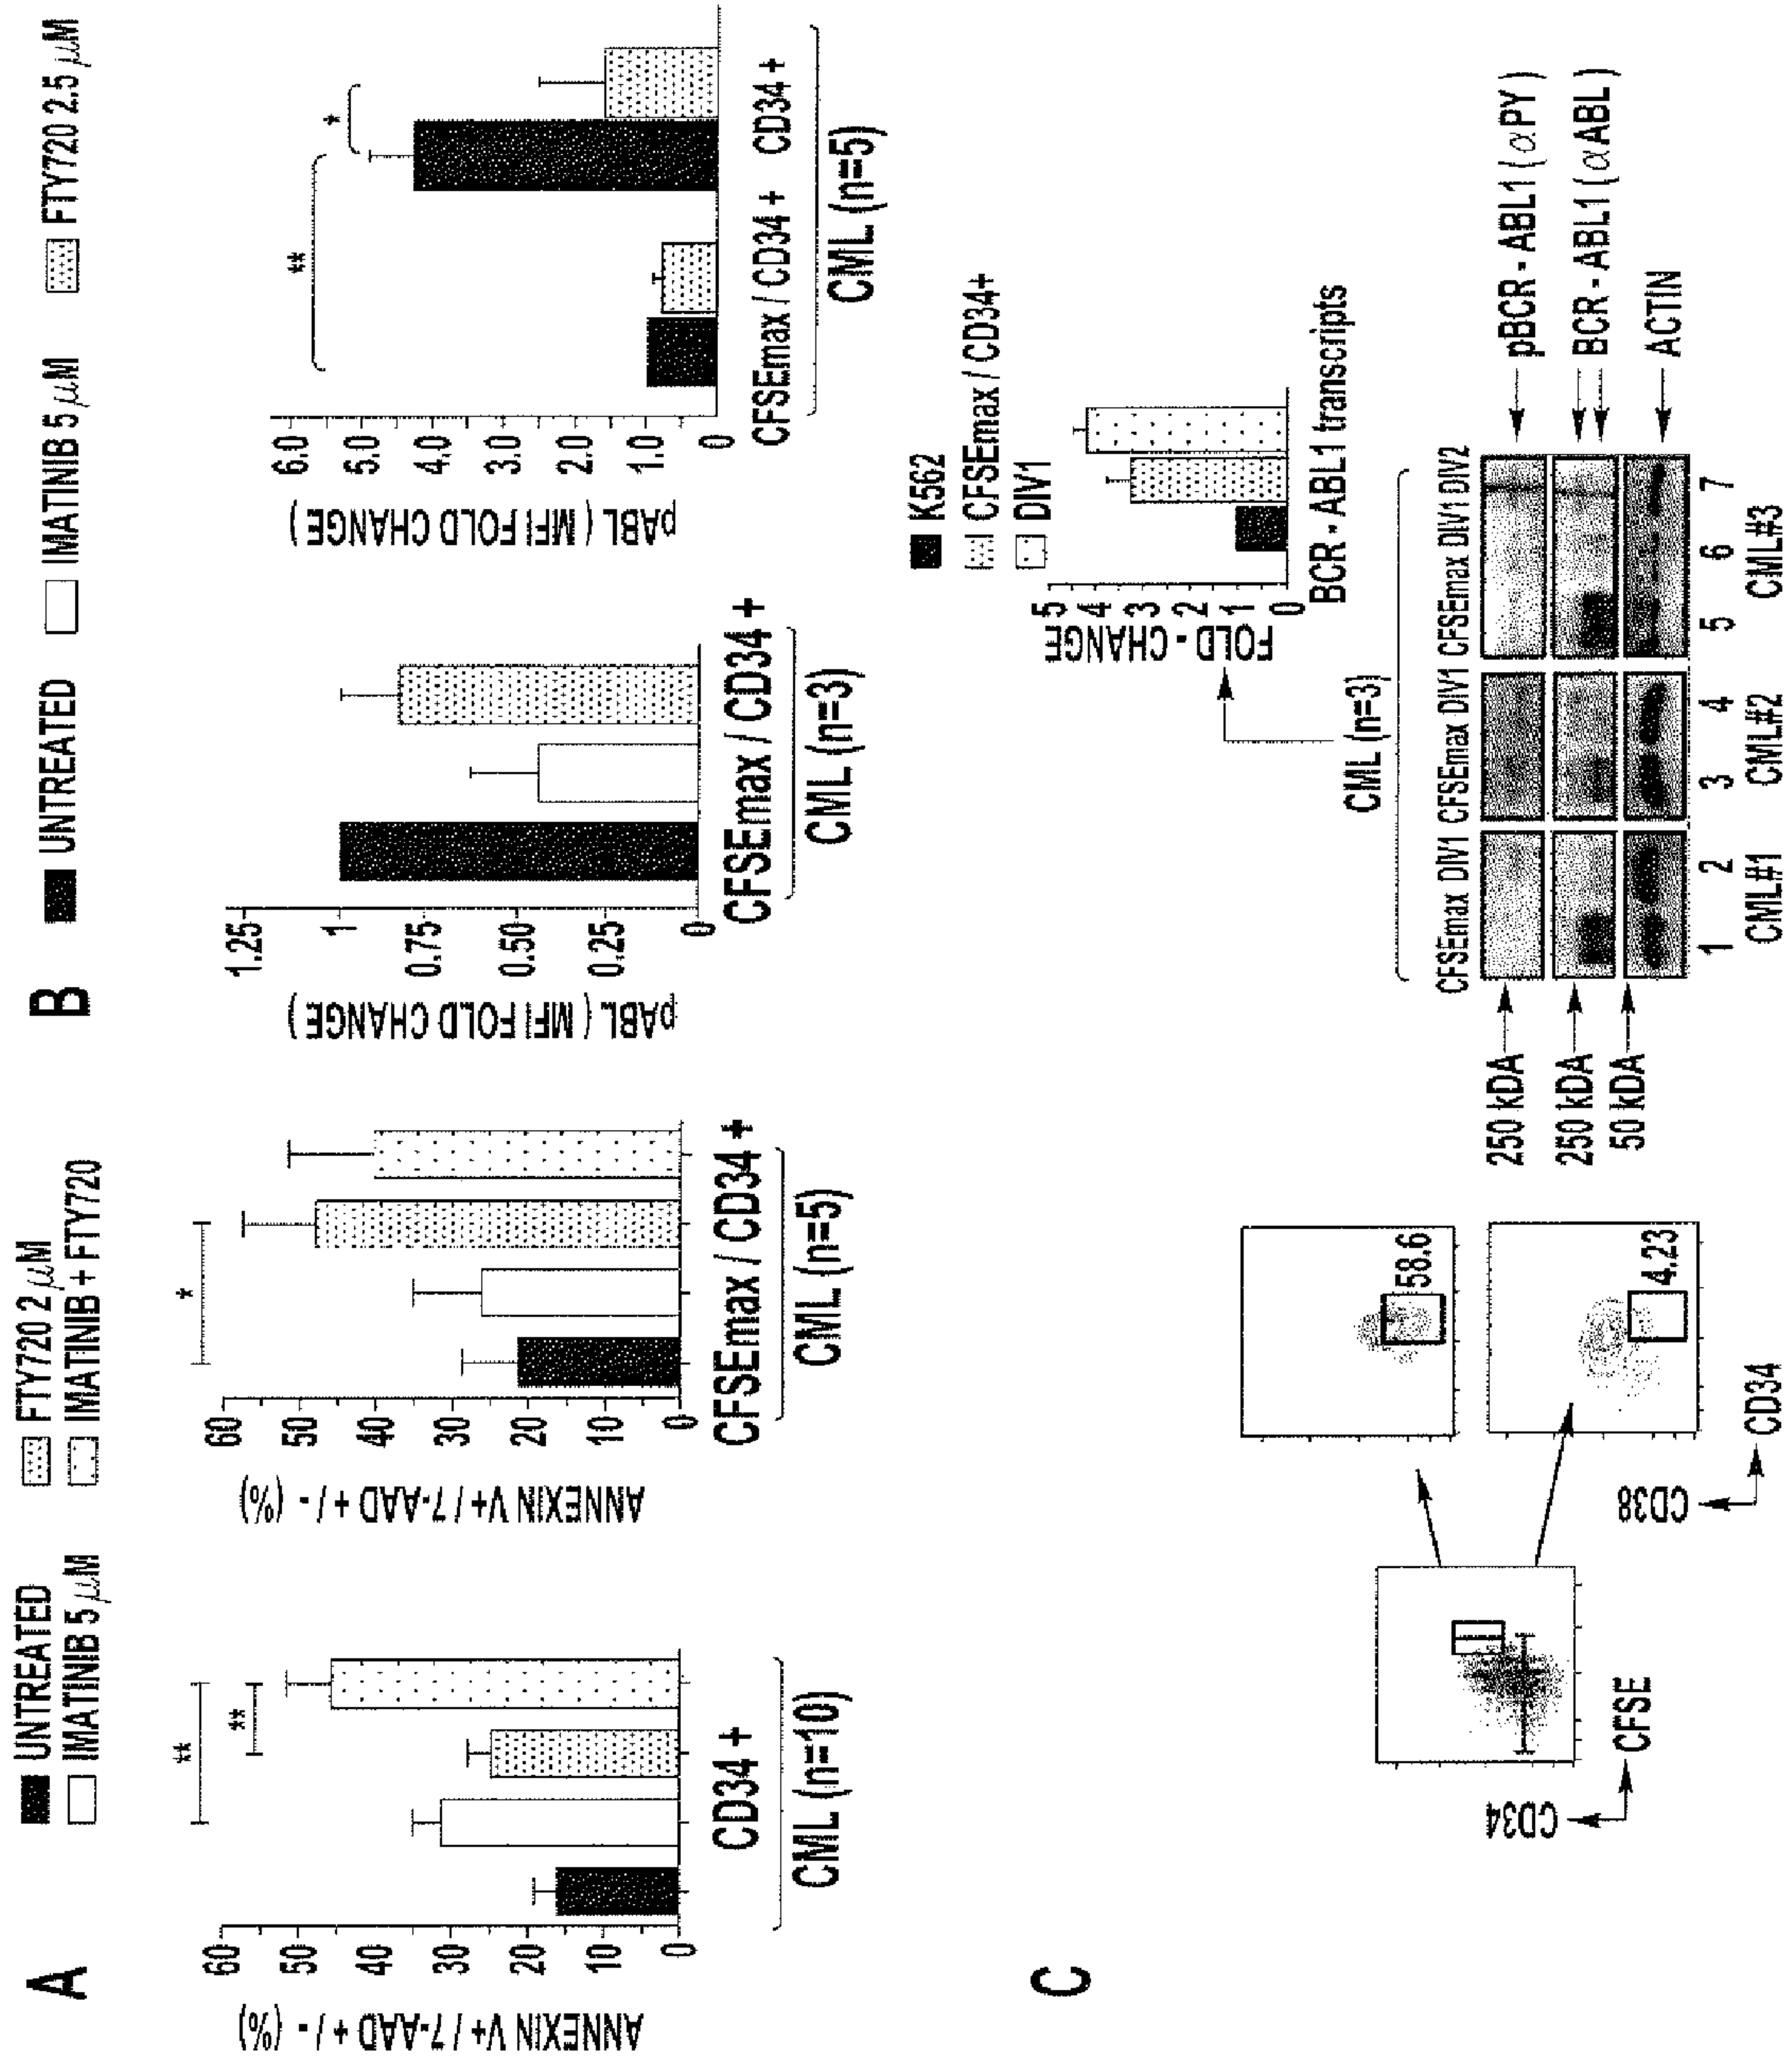 A
UNTREATED
IMATINIB 5 μM
FTY720 2 μM
IMATINIB + FTY720
ANNEXIN V+ / 7-AAD + / - (%)
60
50
40
30
20
10
0
**
**
CD34 +
CML (n=10)
ANNEXIN V+ / 7-AAD + / - (%)
60
50
40
30
20
10
0
*
CFSEmax / CD34 +
CML (n=5)
B
UNTREATED
IMATINIB 5 μM
FTY720 2.5 μM
pABL ( MFI FOLD CHANGE )
1.25
1
0.75
0.50
0.25
0
CFSEmax / CD34 +
CML (n=3)
pABL ( MFI FOLD CHANGE )
6.0
5.0
4.0
3.0
2.0
1.0
0
**
*
CFSEmax / CD34 +
CD34 +
CML (n=5)
C
CD34
CFSE
58.6
4.23
CD38
CD34
K562
CFSEmax / CD34+
DIV1
FOLD - CHANGE
5
4
3
2
1
0
BCR - ABL1 transcripts
CML (n=3)
CFSEmax DIV1 CFSEmax DIV1 CFSEmax DIV1 DIV2
250 kDA
pBCR - ABL1 ( αPY )
250 kDA
BCR - ABL1 ( αABL )
50 kDA
ACTIN
1 2 3 4 5 6 7
CML#1 CML#2 CML#3